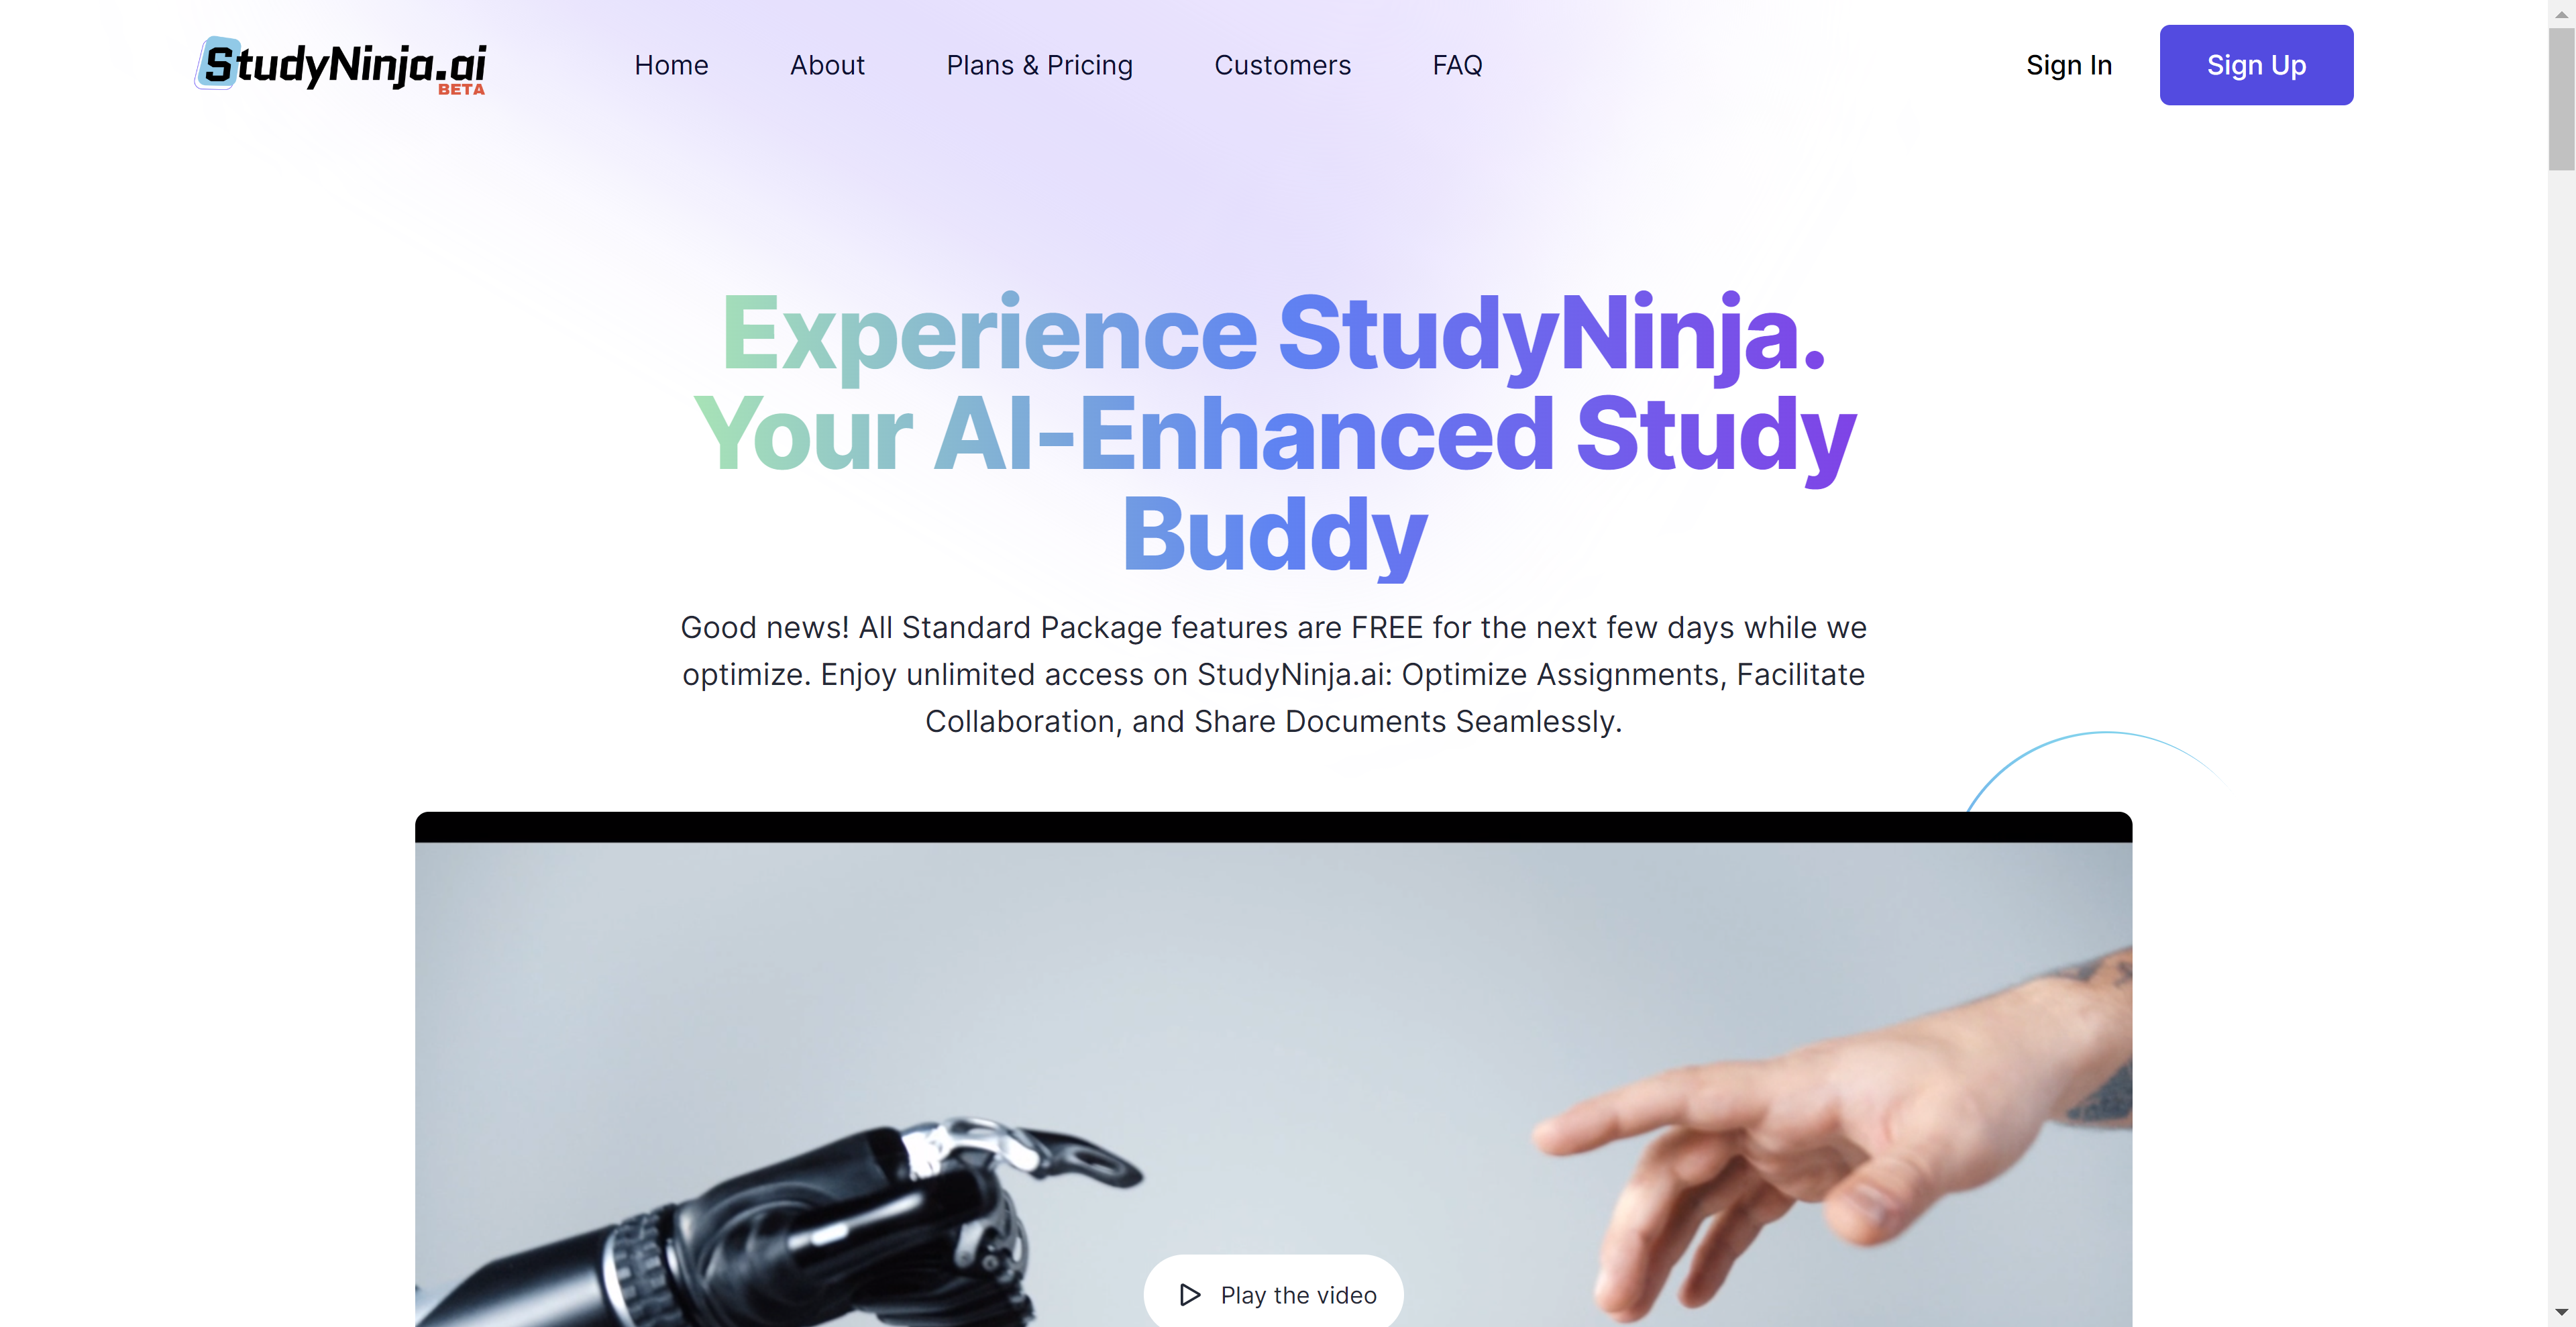 StudyNinja.ai
BETA
Home
About
Plans & Pricing
Customers
FAQ
Sign In
Sign Up
Experience StudyNinja.
Your AI-Enhanced Study
Buddy
Good news! All Standard Package features are FREE for the next few days while we
optimize. Enjoy unlimited access on StudyNinja.ai: Optimize Assignments, Facilitate
Collaboration, and Share Documents Seamlessly.
Play the video